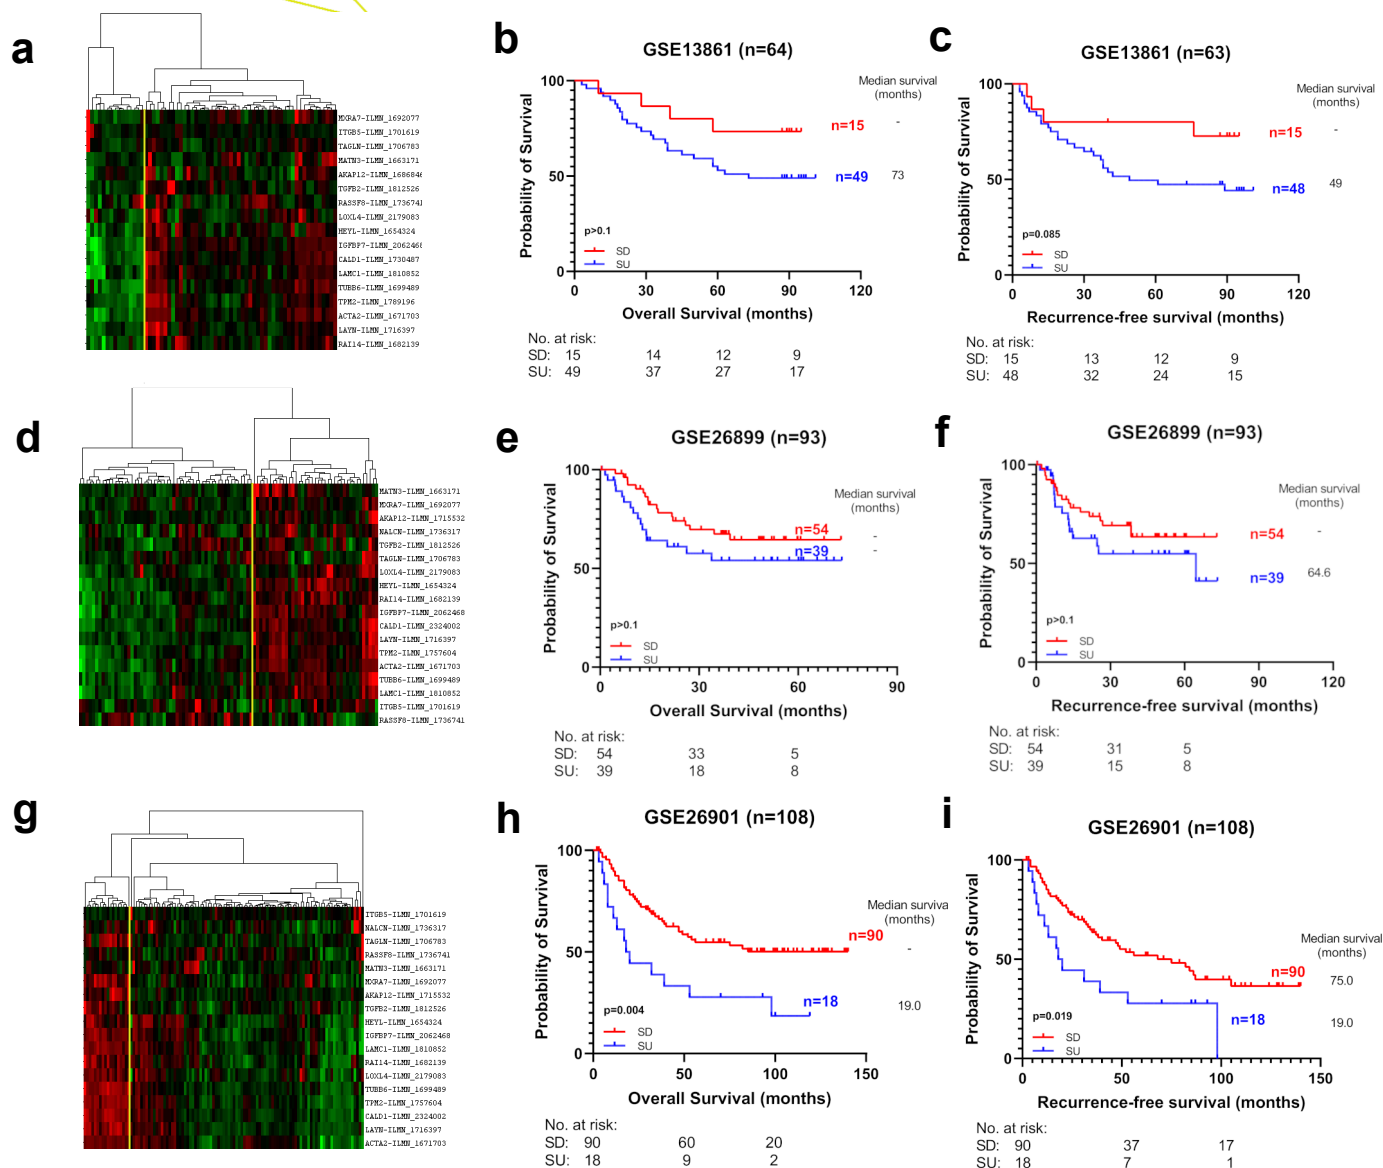 a
MXRA7-ILMN_1692077
ITGB5-ILMN_1701619
TAGLN-ILMN_1706783
MATN3-ILMN_1663171
AKAP12-ILMN_168684
TGFB2-ILMN_1812526
RASSF8-ILMN_173674
LOXL4-ILMN_2179083
HEYL-ILMN_1654324
IGFBP7-ILMN_206246
CALD1-ILMN_1730487
LAMC1-ILMN_1810852
TUBB6-ILMN_1699489
TPM2-ILMN_1789196
ACTA2-ILMN_1671703
LAYN-ILMN_1716397
RAI14-ILMN_1682139
b
GSE13861 (n=64)
Median survival
(months)
Probability of Survival
100
50
0
n=15
-
n=49
73
p>0.1
SD
SU
0 30 60 90 120
Overall Survival (months)
No. at risk:
SD: 15 14 12 9
SU: 49 37 27 17
c
GSE13861 (n=63)
Median survival
(months)
Probability of Survival
100
50
0
n=15
-
n=48
49
p=0.085
SD
SU
0 30 60 90 120
Recurrence-free survival (months)
No. at risk:
SD: 15 13 12 9
SU: 48 32 24 15
d
MATN3-ILMN_1663171
MXRA7-ILMN_1692077
AKAP12-ILMN_1715532
NALCN-ILMN_1736317
TGFB2-ILMN_1812526
TAGLN-ILMN_1706783
LOXL4-ILMN_2179083
HEYL-ILMN_1654324
RAI14-ILMN_1682139
IGFBP7-ILMN_2062468
CALD1-ILMN_2324002
LAYN-ILMN_1716397
TPM2-ILMN_1757604
ACTA2-ILMN_1671703
TUBB6-ILMN_1699489
LAMC1-ILMN_1810852
ITGB5-ILMN_1701619
RASSF8-ILMN_1736741
e
GSE26899 (n=93)
Median survival
(months)
Probability of Survival
100
50
0
n=54
-
n=39
-
p>0.1
SD
SU
0 30 60 90
Overall Survival (months)
No. at risk:
SD: 54 33 5
SU: 39 18 8
f
GSE26899 (n=93)
Median survival
(months)
Probability of Survival
100
50
0
n=54
-
n=39
64.6
p>0.1
SD
SU
0 30 60 90 120
Recurrence-free survival (months)
No. at risk:
SD: 54 31 5
SU: 39 15 8
g
ITGB5-ILMN_1701619
NALCN-ILMN_1736317
TAGLN-ILMN_1706783
RASSF8-ILMN_1736741
MATN3-ILMN_1663171
MXRA7-ILMN_1692077
AKAP12-ILMN_1715532
TGFB2-ILMN_1812526
HEYL-ILMN_1654324
IGFBP7-ILMN_2062468
LAMC1-ILMN_1810852
RAI14-ILMN_1682139
LOXL4-ILMN_2179083
TUBB6-ILMN_1699489
TPM2-ILMN_1757604
CALD1-ILMN_2324002
LAYN-ILMN_1716397
ACTA2-ILMN_1671703
h
GSE26901 (n=108)
Median surviva
(months)
Probability of Survival
100
50
0
n=90
-
n=18
19.0
p=0.004
SD
SU
0 50 100 150
Overall Survival (months)
No. at risk:
SD: 90 60 20
SU: 18 9 2
i
GSE26901 (n=108)
Median survival
(months)
Probability of Survival
100
50
0
n=90
75.0
n=18
19.0
p=0.019
SD
SU
0 50 100 150
Recurrence-free survival (months)
No. at risk:
SD: 90 37 17
SU: 18 7 1